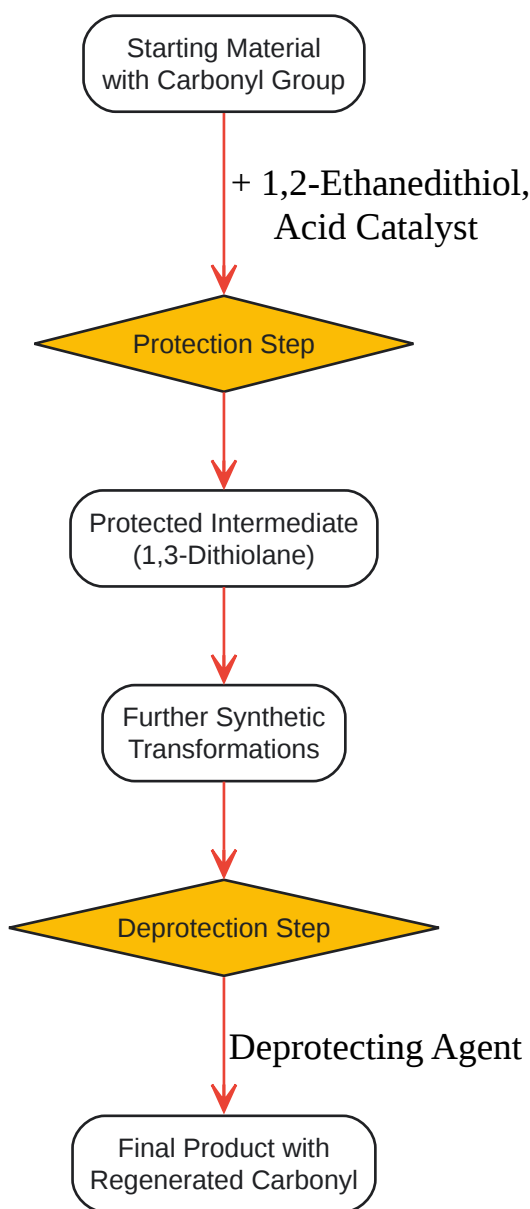 Starting Material
with Carbonyl Group
+ 1,2-Ethanedithiol,
Acid Catalyst
Protection Step
Protected Intermediate
(1,3-Dithiolane)
Further Synthetic
Transformations
Deprotection Step
Deprotecting Agent
Final Product with
Regenerated Carbonyl